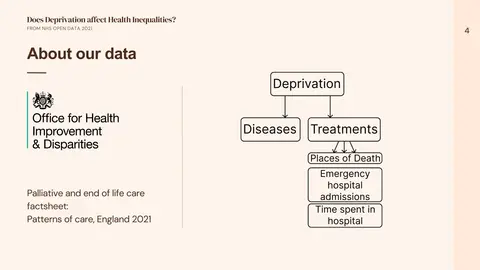 Does Deprivation affect Health Inequalities?
FROM NHS OPEN DATA 2021
4
About our data
Office for Health
Improvement
& Disparities
Palliative and end of life care
factsheet:
Patterns of care, England 2021
Deprivation
Diseases
Treatments
Places of Death
Emergency
hospital
admissions
Time spent in
hospital